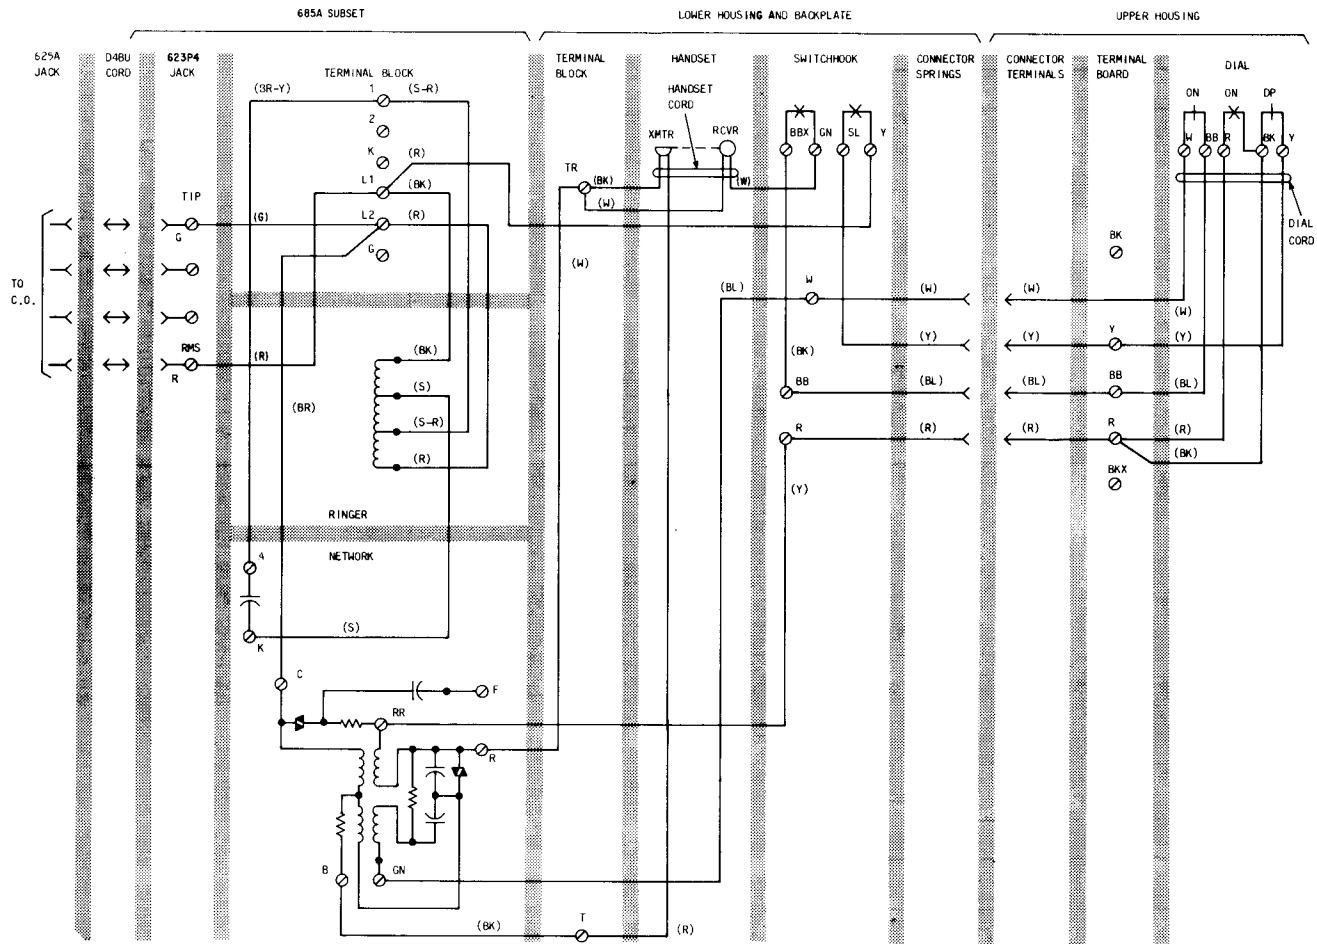 685A SUBSET
LOWER HOUSING AND BACKPLATE
UPPER HOUSING
625A JACK
D4BU CORD
623P4 JACK
TERMINAL BLOCK
TERMINAL BLOCK
HANDSET
SWITCHHOOK
CONNECTOR SPRINGS
CONNECTOR TERMINALS
TERMINAL BOARD
DIAL
(BR-Y)
1
(S-R)
2
K
(R)
L1
(BK)
TIP
G
(G)
L2
(R)
G
TO C.O.
RMS
R
(R)
(BR)
(BK)
(S)
(S-R)
(R)
RINGER
NETWORK
4
K
(S)
C
F
RR
R
B
GN
(BK)
T
(R)
HANDSET CORD
XMTR
RCVR
TR
(BK)
(W)
(W)
(W)
BBX
GN
SL
Y
(BL)
W
(W)
(BK)
(Y)
BB
(BL)
R
(R)
(Y)
ON
ON
DP
W
BB
R
BK
Y
DIAL CORD
BK
(W)
(W)
(Y)
Y
(Y)
(BL)
BB
(BL)
(R)
R
(R)
(BK)
BKX